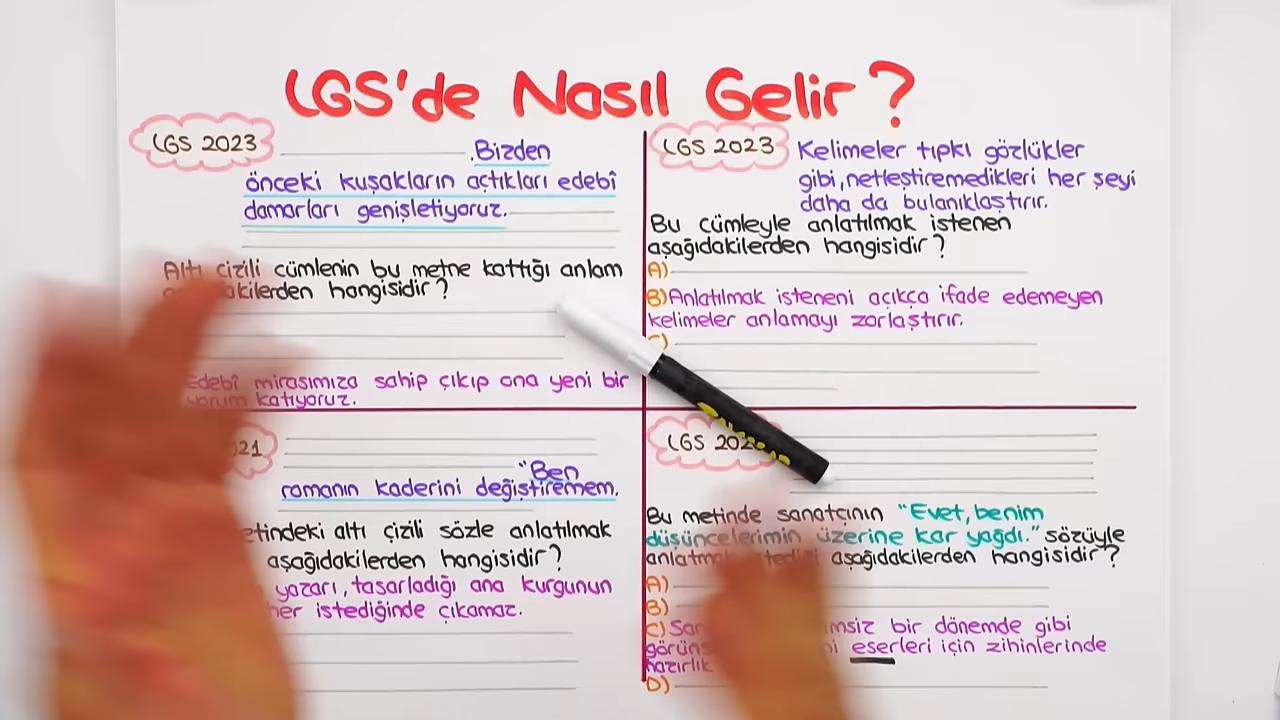 LGS'de Nasıl Gelir?
LGS 2023
.Bizden
önceki kuşakların açtıkları edebî
damarları genişletiyoruz.
Altı çizili cümlenin bu metne kattığı anlam
hangisidir?
edebî mirasımıza sahip çıkıp ona yeni bir
yorum katıyoruz.
LGS 2023
Kelimeler tıpkı gözlükler
gibi, netleştiremedikleri her şeyi
daha da bulanıklaştırır.
Bu cümleyle anlatılmak istenen
aşağıdakilerden hangisidir?
A)
B) Anlatılmak isteneni açıkça ifade edemeyen
kelimeler anlamayı zorlaştırır.
"Ben
romanın kaderini değiştiremem.
altı çizili sözle anlatılmak
aşağıdakilerden hangisidir?
yazarı, tasarladığı ana kurgunun
her istediğinde çıkamaz.
LGS
Bu metinde sanatçının "Evet, benim
düşüncelerimin üzerine kar yağdı." sözüyle
aşağıdakilerden hangisidir?
A)
B)
C) bir dönemde gibi
eserleri için zihinlerinde
hazırlık
D)